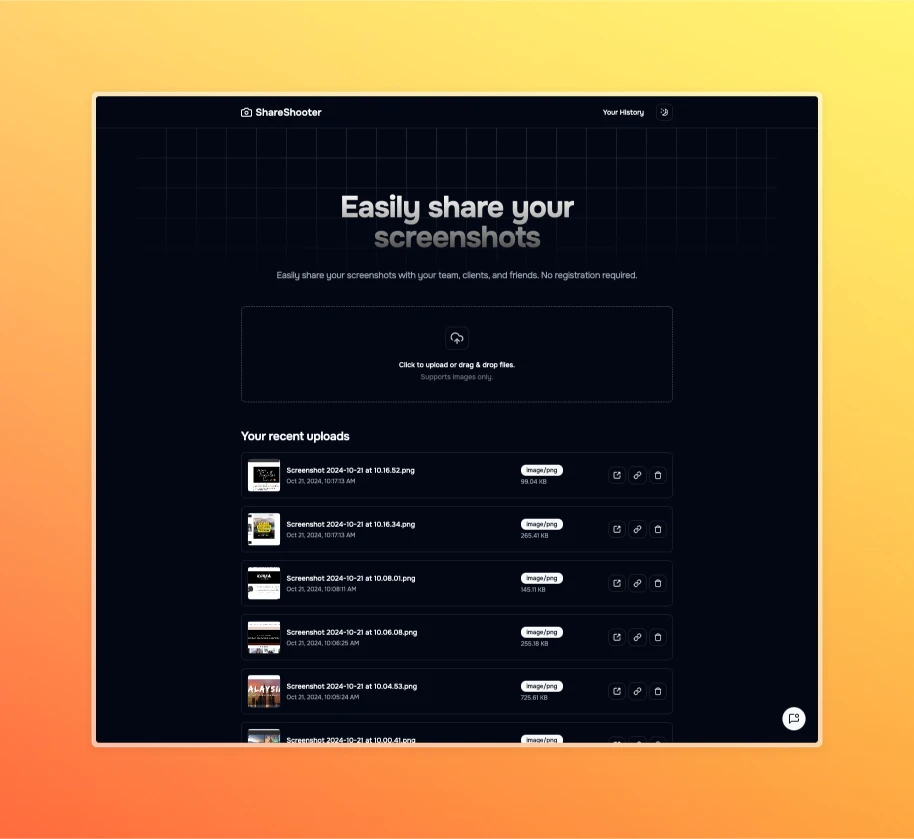 ShareShooter
Your History
Easily share your
screenshots
Easily share your screenshots with your team, clients, and friends. No registration required.
Click to upload or drag & drop files.
Supports images only.
Your recent uploads
Screenshot 2024-10-21 at 10.16.52.png
image/png
Oct 21, 2024, 10:17:13 AM
99.04 KB
Screenshot 2024-10-21 at 10.16.34.png
image/png
Oct 21, 2024, 10:17:13 AM
265.41 KB
Screenshot 2024-10-21 at 10.08.01.png
image/png
Oct 21, 2024, 10:08:11 AM
145.11 KB
Screenshot 2024-10-21 at 10.06.08.png
image/png
Oct 21, 2024, 10:06:25 AM
255.18 KB
Screenshot 2024-10-21 at 10.04.53.png
image/png
Oct 21, 2024, 10:05:24 AM
725.61 KB
ALAYSI
Screenshot 2024-10-21 at 10.00.41.png
image/png